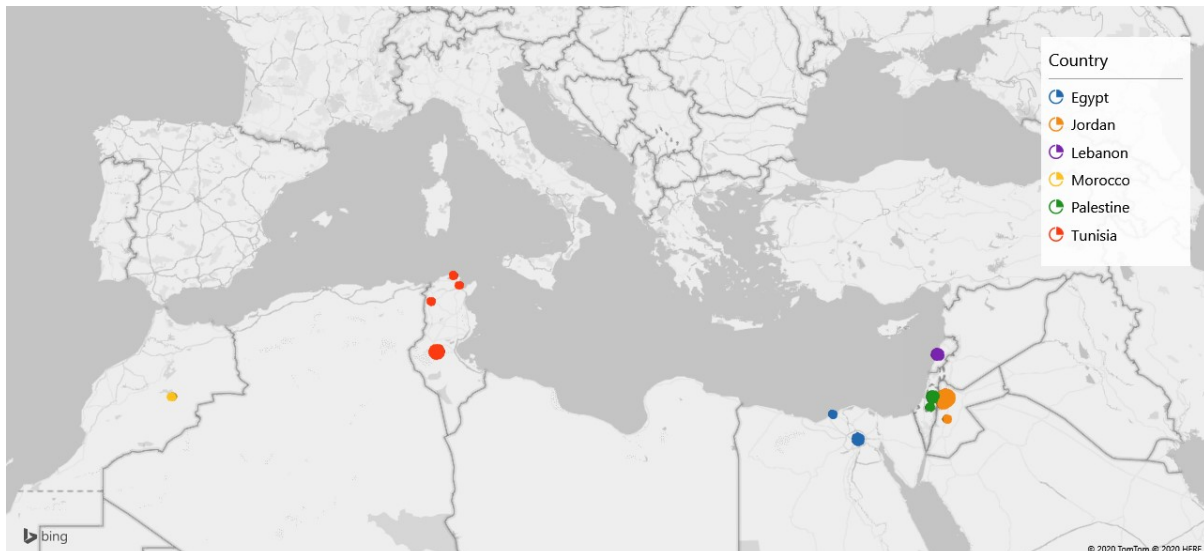 Country
Egypt
Jordan
Lebanon
Morocco
Palestine
Tunisia
bing
© 2020 TomTom © 2020 HERE